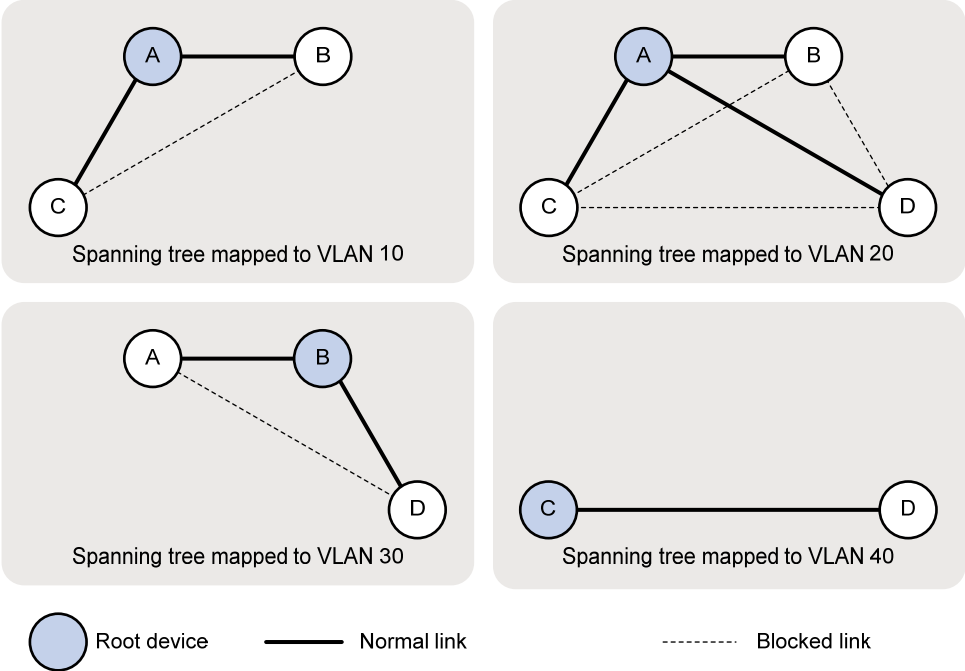 A
B
C
Spanning tree mapped to VLAN 10
A
B
C
D
Spanning tree mapped to VLAN 20
A
B
D
Spanning tree mapped to VLAN 30
C
D
Spanning tree mapped to VLAN 40
Root device
Normal link
Blocked link